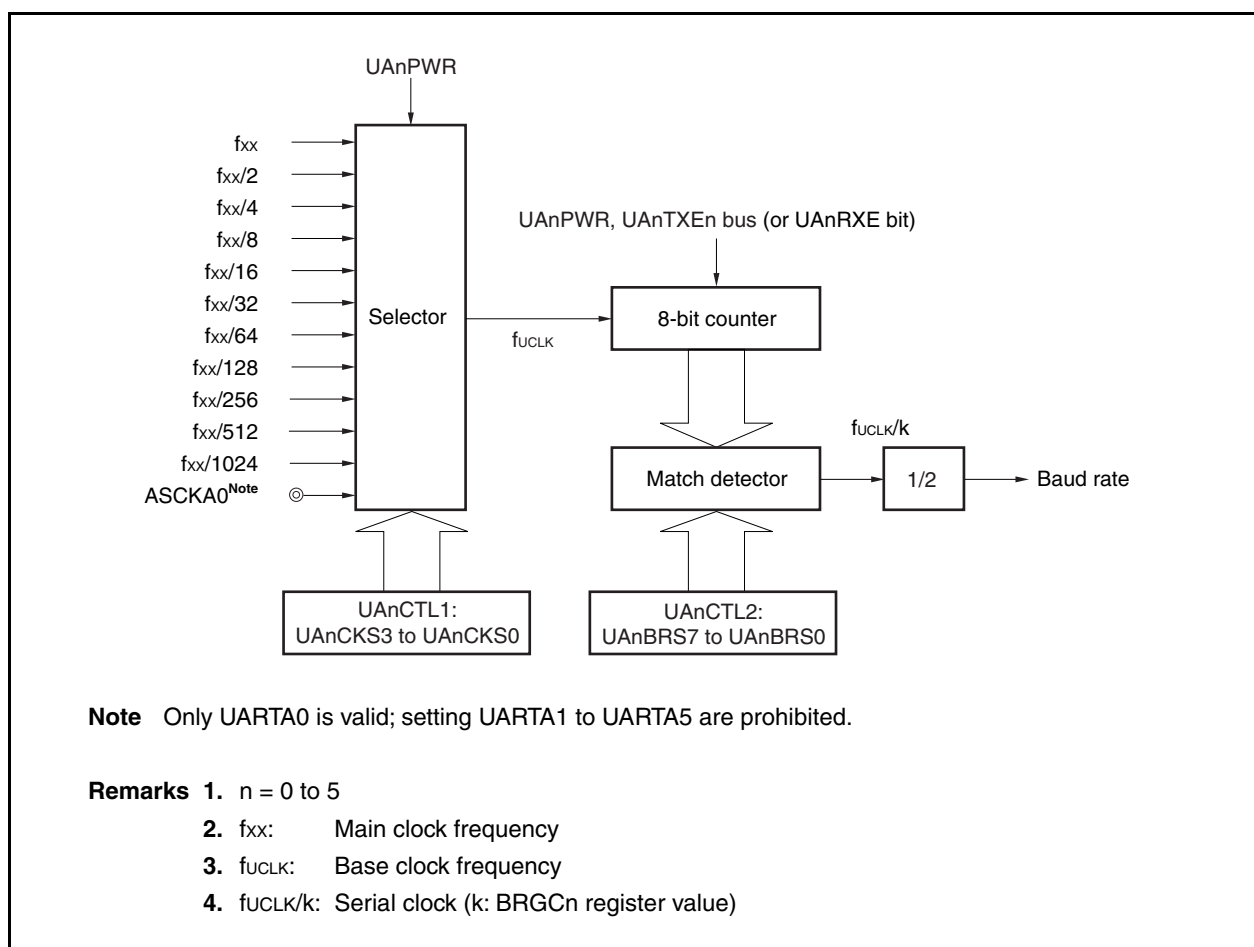 UAnPWR
fxx
fxx/2
fxx/4
fxx/8
fxx/16
fxx/32
fxx/64
fxx/128
fxx/256
fxx/512
fxx/1024
ASCKA0Note
Selector
fUCLK
UAnPWR, UAnTXEn bus (or UAnRXE bit)
8-bit counter
Match detector
fUCLK/k
1/2
Baud rate
UAnCTL1:
UAnCKS3 to UAnCKS0
UAnCTL2:
UAnBRS7 to UAnBRS0
Note Only UARTA0 is valid; setting UARTA1 to UARTA5 are prohibited.
Remarks 1. n = 0 to 5
2. fxx: Main clock frequency
3. fUCLK: Base clock frequency
4. fUCLK/k: Serial clock (k: BRGCn register value)